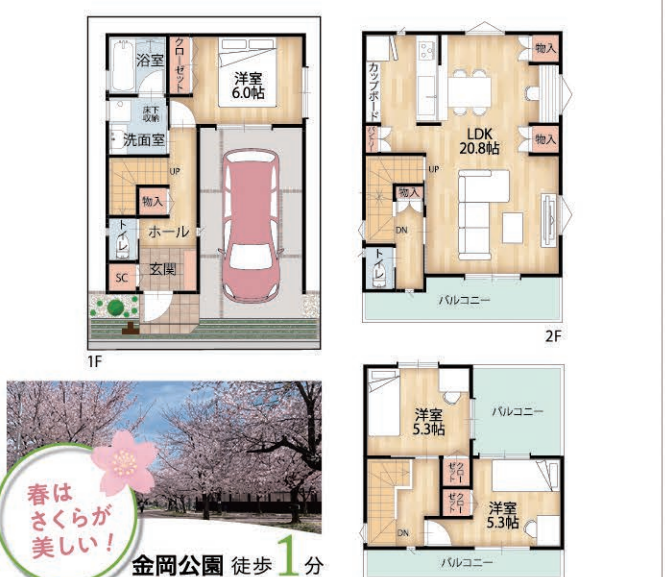 浴室
クローゼット
洋室
6.0帖
床下
収納
洗面室
UP
物入
トイレ
ホール
SC
玄関
1F
カップボード
物入
LDK
20.8帖
物入
UP
物入
DN
トイレ
バルコニー
2F
洋室
5.3帖
バルコニー
クローゼット
クローゼット
洋室
5.3帖
DN
バルコニー
春は
さくらが
美しい!
金岡公園 徒歩1分